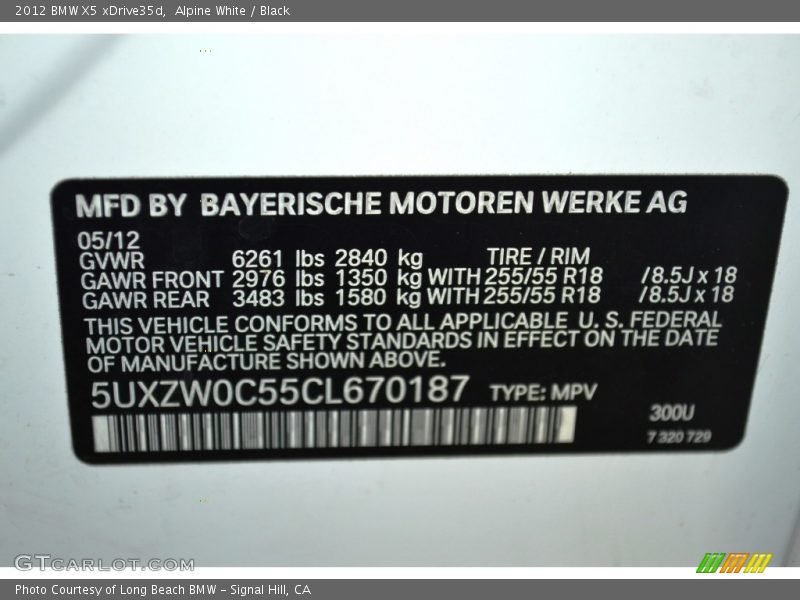 2012 BMW X5 xDrive35d, Alpine White / Black
MFD BY BAYERISCHE MOTOREN WERKE AG
05/12
GVWR 6261 lbs 2840 kg TIRE / RIM
GAWR FRONT 2976 lbs 1350 kg WITH 255/55 R18 /8.5J x 18
GAWR REAR 3483 lbs 1580 kg WITH 255/55 R18 /8.5J x 18
THIS VEHICLE CONFORMS TO ALL APPLICABLE U. S. FEDERAL
MOTOR VEHICLE SAFETY STANDARDS IN EFFECT ON THE DATE
OF MANUFACTURE SHOWN ABOVE.
5UXZW0C55CL670187 TYPE: MPV
300U
7 320 729
GTCARLOT.COM
Photo Courtesy of Long Beach BMW - Signal Hill, CA